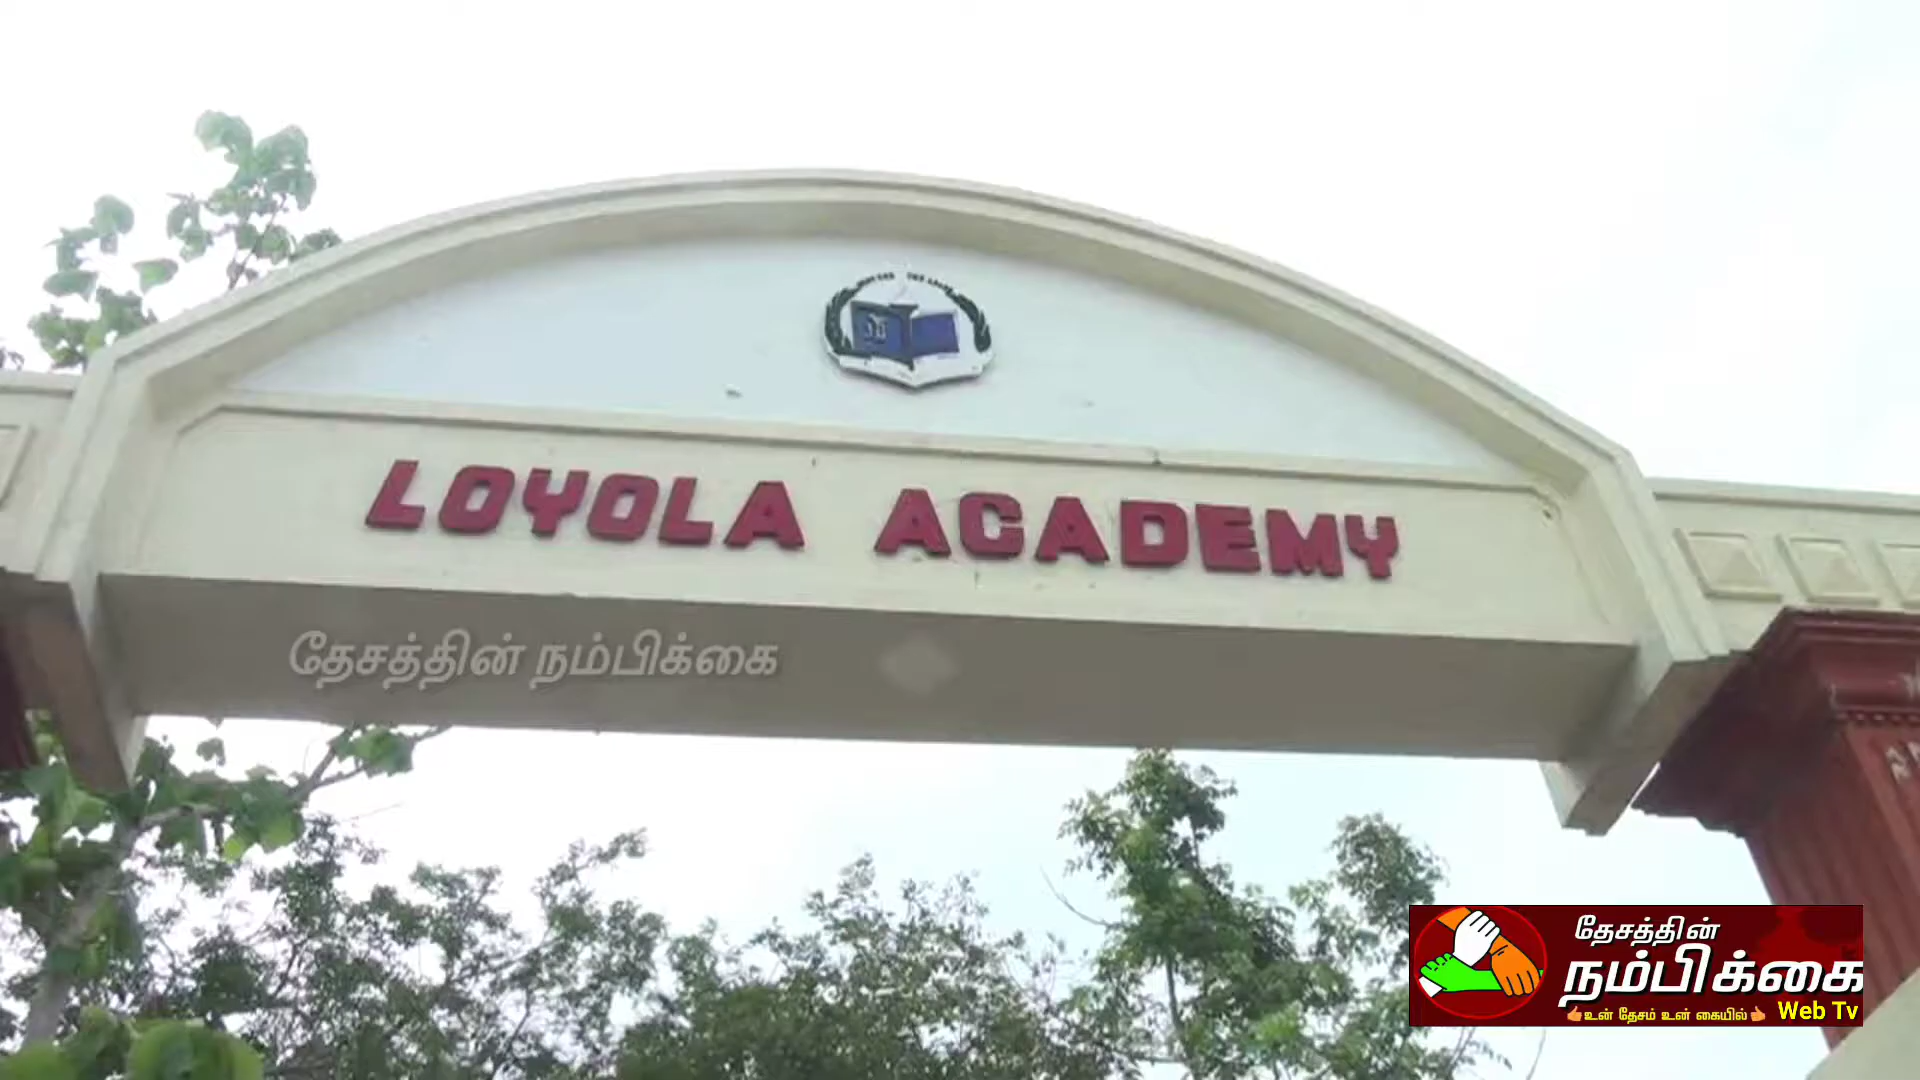 LOYOLA ACADEMY
தேசத்தின் நம்பிக்கை
தேசத்தின்
நம்பிக்கை
உன் தேசம் உன் கையில்
Web Tv